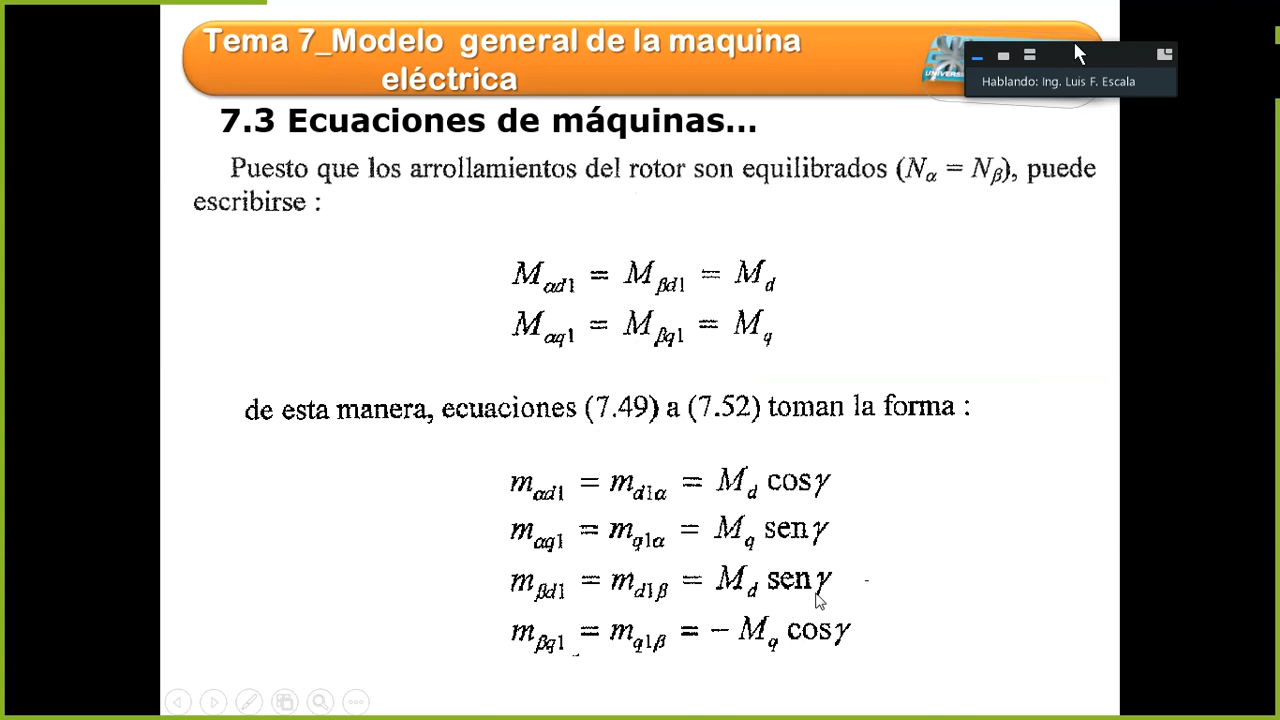 Tema 7_Modelo general de la maquina
eléctrica
UNIVERSI
Hablando: Ing. Luis F. Escala
7.3 Ecuaciones de máquinas...
Puesto que los arrollamientos del rotor son equilibrados (Nα = Nβ), puede
escribirse :
Mαd1 = Mβd1 = Md
Mαq1 = Mβq1 = Mq
de esta manera, ecuaciones (7.49) a (7.52) toman la forma :
mαd1 = md1α = Md cosγ
mαq1 = mq1α = Mq senγ
mβd1 = md1β = Md senγ
mβq1 = mq1β = − Mq cosγ